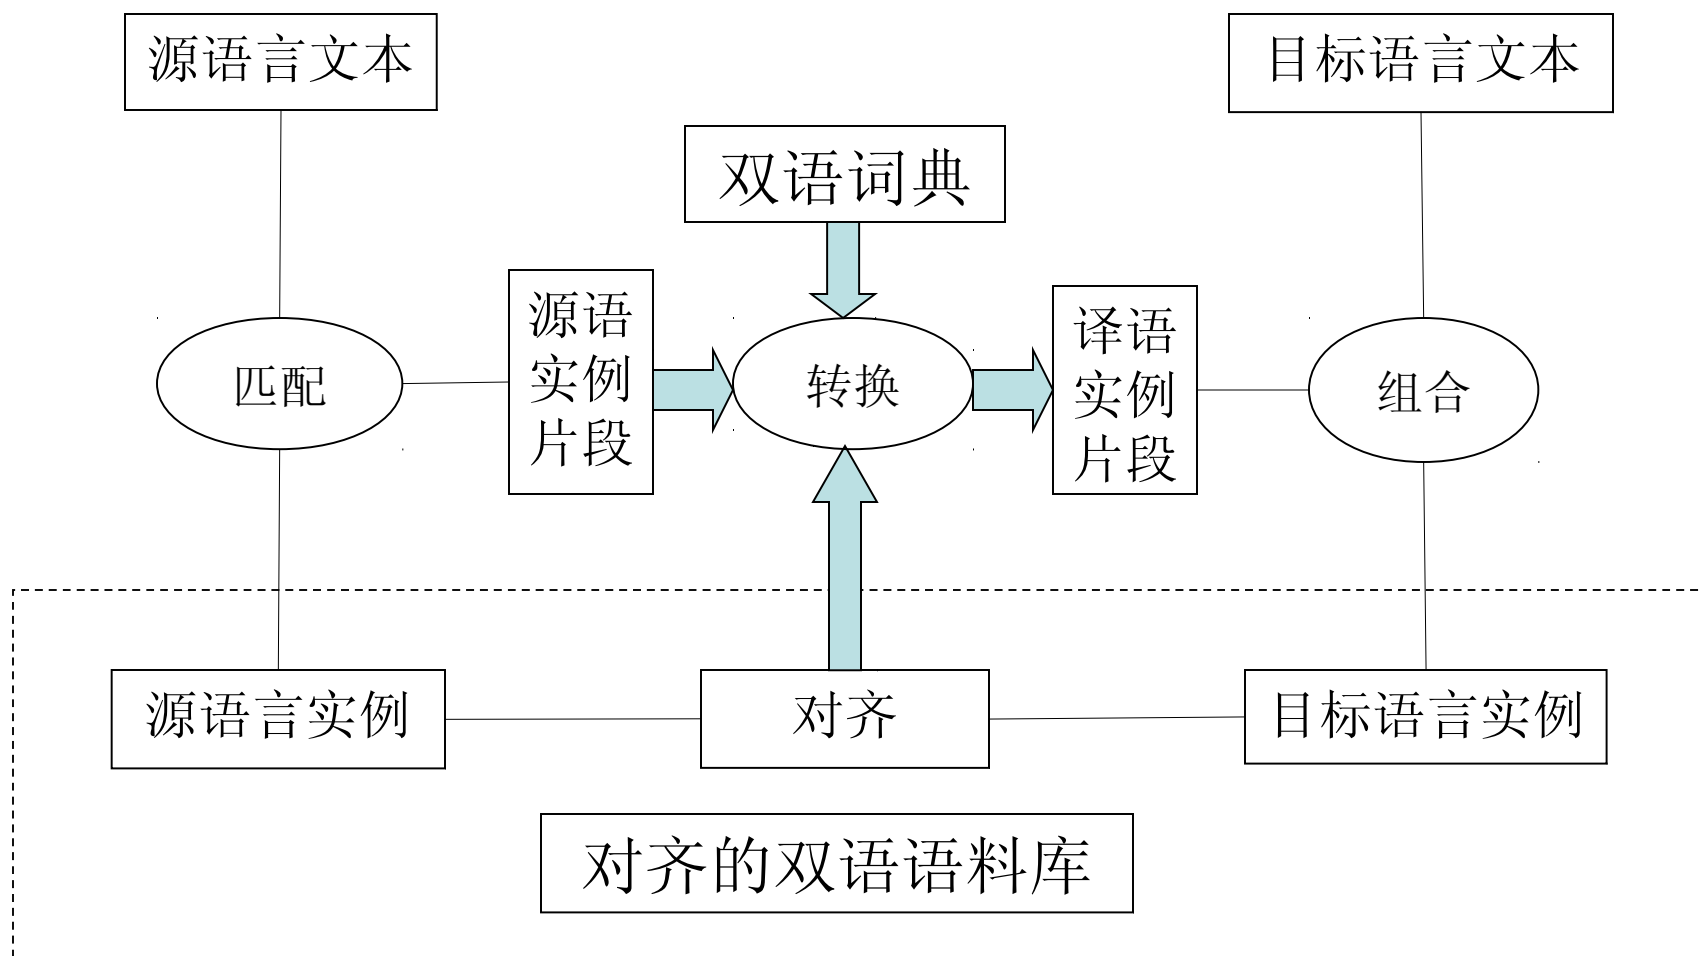 源语言文本
目标语言文本
双语词典
源语
实例
片段
译语
实例
片段
匹配
转换
组合
源语言实例
对齐
目标语言实例
对齐的双语语料库